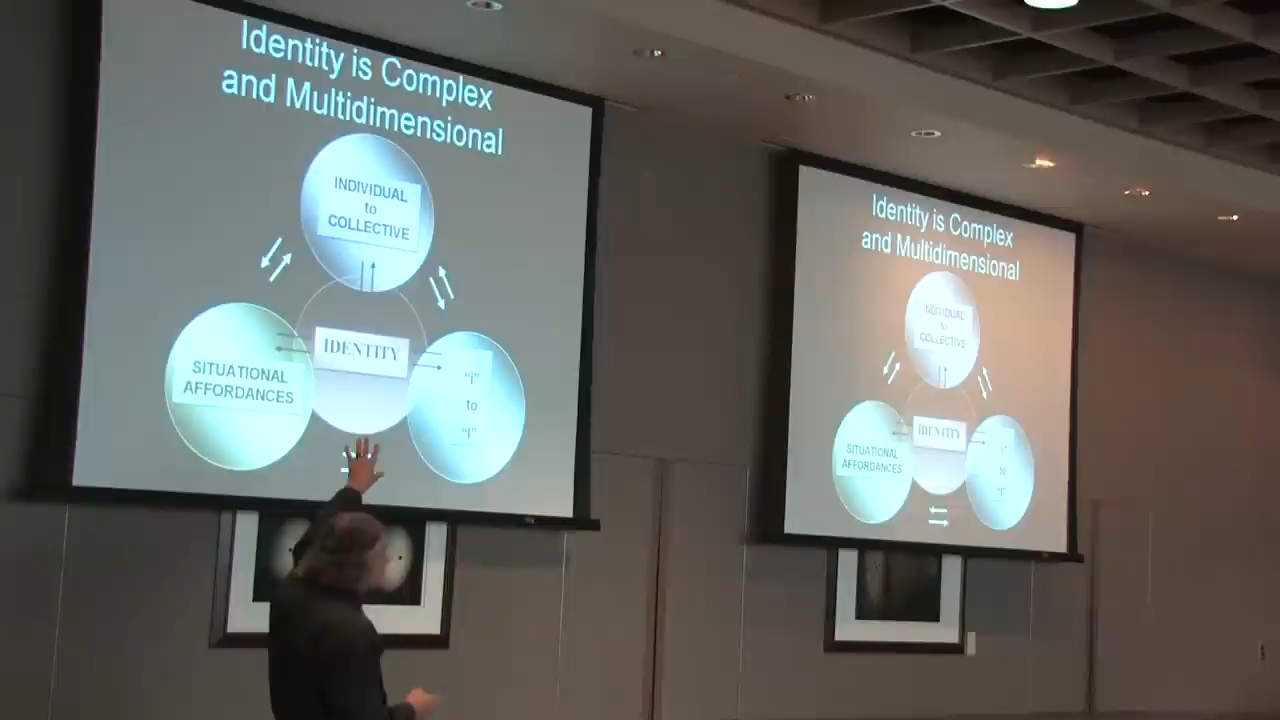 Identity is Complex
and Multidimensional
INDIVIDUAL
to
COLLECTIVE
IDENTITY
SITUATIONAL
AFFORDANCES
"i"
to
"I"
Identity is Complex
and Multidimensional
INDIVIDUAL
to
COLLECTIVE
IDENTITY
SITUATIONAL
AFFORDANCES
"i"
to
"I"